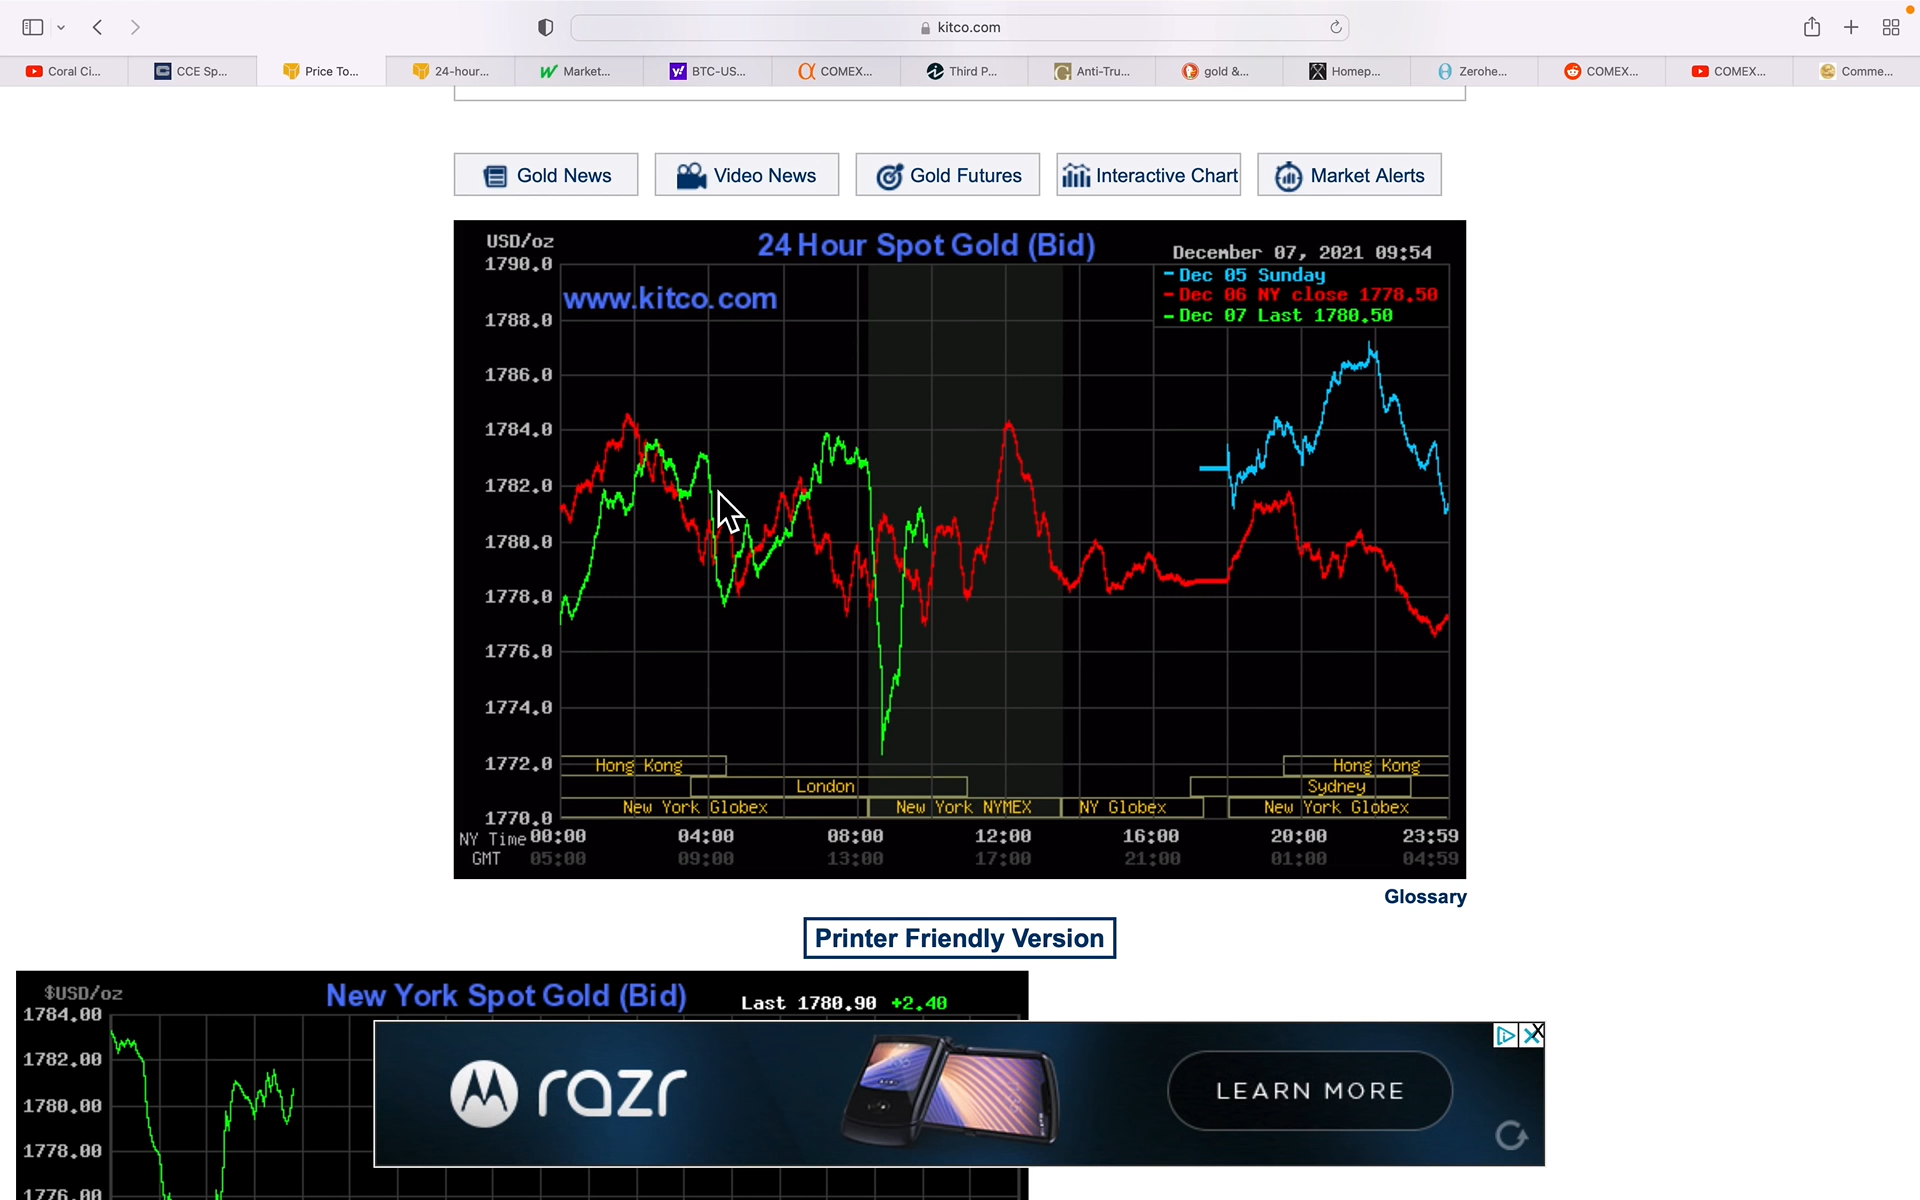 kitco.com
Coral Ci...
CCE Sp...
Price To...
24-hour...
Market...
BTC-US...
COMEX...
Third P...
Anti-Tru...
gold &...
Homep...
Zerohe...
COMEX...
COMEX...
Comme...
Gold News
Video News
Gold Futures
Interactive Chart
Market Alerts
USD/oz
24 Hour Spot Gold (Bid)
December 07, 2021 09:54
www.kitco.com
Dec 05 Sunday
Dec 06 NY close 1778.50
Dec 07 Last 1780.50
1790.0
1788.0
1786.0
1784.0
1782.0
1780.0
1778.0
1776.0
1774.0
1772.0
1770.0
Hong Kong
Hong Kong
London
Sydney
New York Globex
New York NYMEX
NY Globex
New York Globex
NY Time 00:00 04:00 08:00 12:00 16:00 20:00 23:59
GMT 05:00 09:00 13:00 17:00 21:00 01:00 04:59
Glossary
Printer Friendly Version
$USD/oz
New York Spot Gold (Bid)
Last 1780.90 +2.40
1784.00
1782.00
1780.00
1778.00
1776.00
razr
LEARN MORE